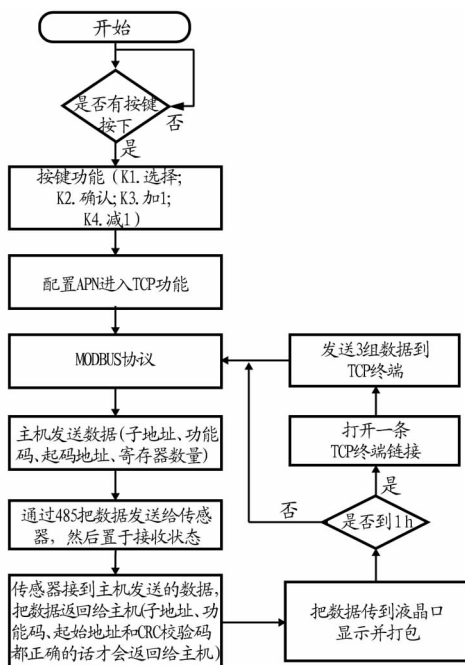 开始
是否有按键
按下
否
是
按键功能(K1.选择;
K2.确认;K3.加1;
K4.减1)
配置APN进入TCP功能
MODBUS协议
主机发送数据(子地址、功能
码、起码地址、寄存器数量)
通过485把数据发送给传感
器,然后置于接收状态
传感器接到主机发送的数据,
把数据返回给主机(子地址、功
能码、起始地址和CRC校验码
都正确的话才会返回给主机)
把数据传到液晶口
显示并打包
是否到1h
否
是
打开一条
TCP终端链接
发送3组数据到
TCP终端